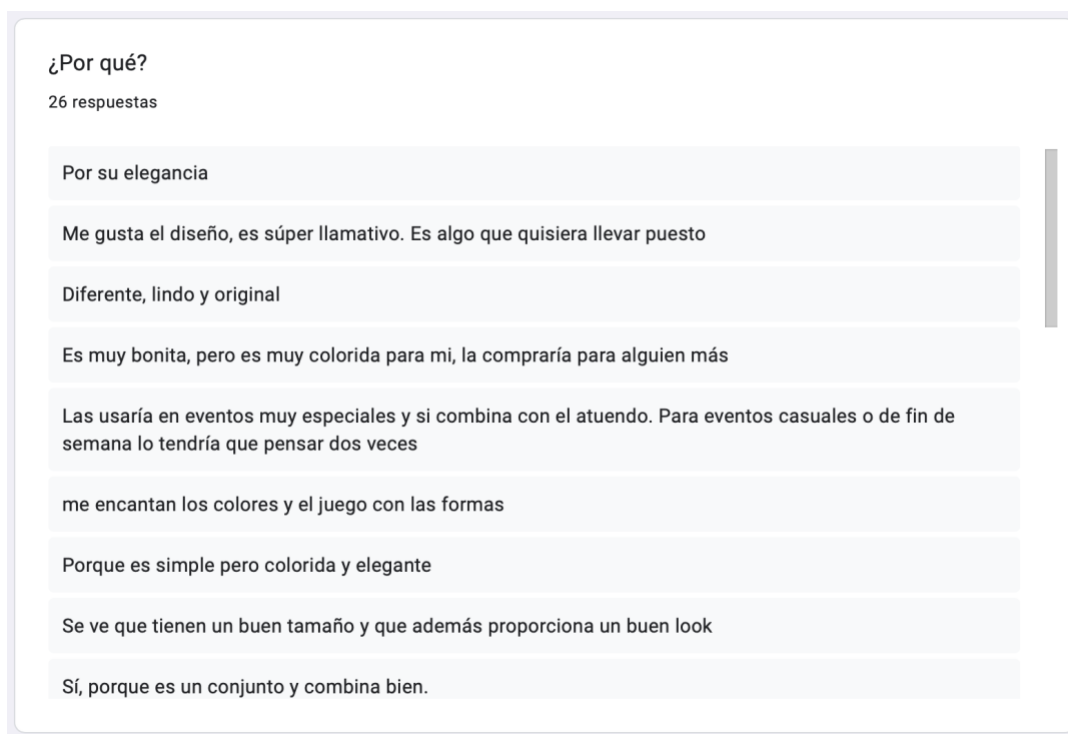 ¿Por qué?
26 respuestas
Por su elegancia
Me gusta el diseño, es súper llamativo. Es algo que quisiera llevar puesto
Diferente, lindo y original
Es muy bonita, pero es muy colorida para mi, la compraría para alguien más
Las usaría en eventos muy especiales y si combina con el atuendo. Para eventos casuales o de fin de
semana lo tendría que pensar dos veces
me encantan los colores y el juego con las formas
Porque es simple pero colorida y elegante
Se ve que tienen un buen tamaño y que además proporciona un buen look
Sí, porque es un conjunto y combina bien.